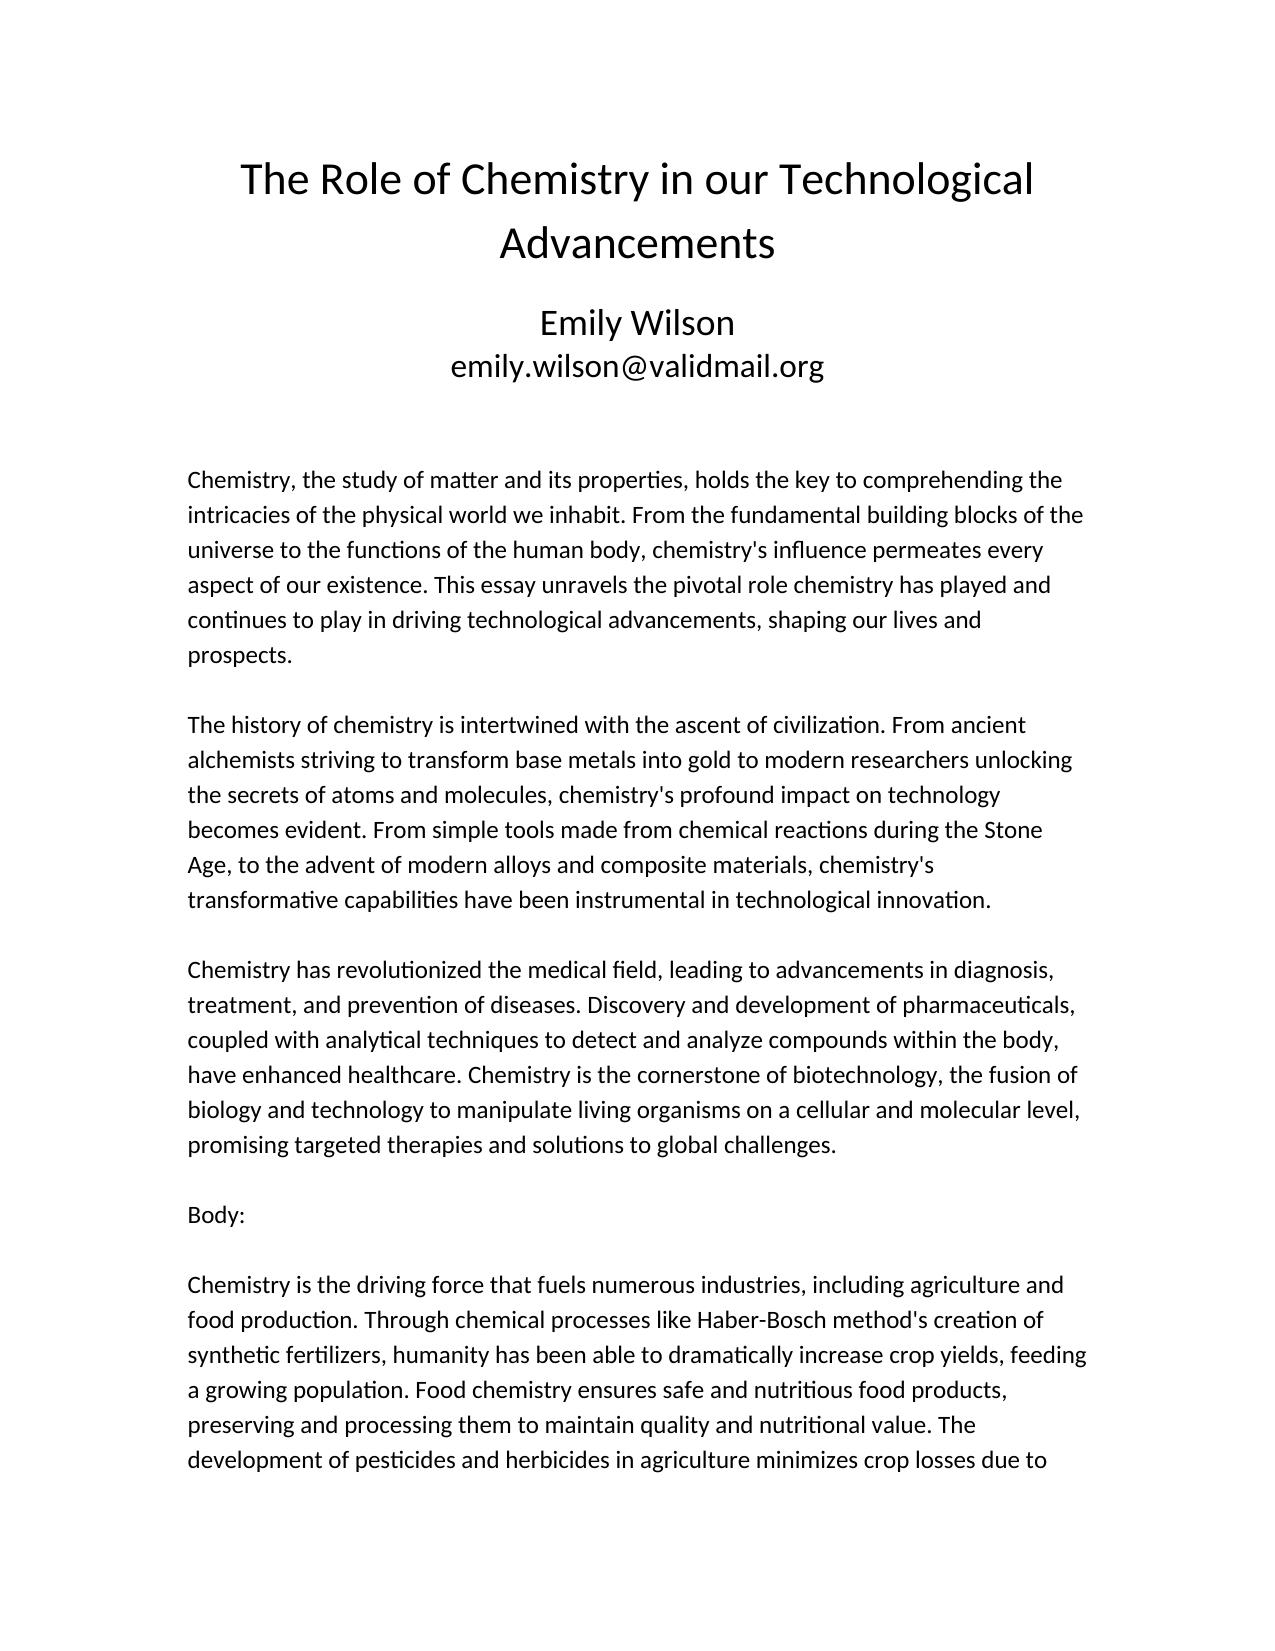 The Role of Chemistry in our Technological
Advancements
Emily Wilson
emily.wilson@validmail.org
Chemistry, the study of matter and its properties, holds the key to comprehending the
intricacies of the physical world we inhabit. From the fundamental building blocks of the
universe to the functions of the human body, chemistry's influence permeates every
aspect of our existence. This essay unravels the pivotal role chemistry has played and
continues to play in driving technological advancements, shaping our lives and
prospects.
The history of chemistry is intertwined with the ascent of civilization. From ancient
alchemists striving to transform base metals into gold to modern researchers unlocking
the secrets of atoms and molecules, chemistry's profound impact on technology
becomes evident. From simple tools made from chemical reactions during the Stone
Age, to the advent of modern alloys and composite materials, chemistry's
transformative capabilities have been instrumental in technological innovation.
Chemistry has revolutionized the medical field, leading to advancements in diagnosis,
treatment, and prevention of diseases. Discovery and development of pharmaceuticals,
coupled with analytical techniques to detect and analyze compounds within the body,
have enhanced healthcare. Chemistry is the cornerstone of biotechnology, the fusion of
biology and technology to manipulate living organisms on a cellular and molecular level,
promising targeted therapies and solutions to global challenges.
Body:
Chemistry is the driving force that fuels numerous industries, including agriculture and
food production. Through chemical processes like Haber-Bosch method's creation of
synthetic fertilizers, humanity has been able to dramatically increase crop yields, feeding
a growing population. Food chemistry ensures safe and nutritious food products,
preserving and processing them to maintain quality and nutritional value. The
development of pesticides and herbicides in agriculture minimizes crop losses due to